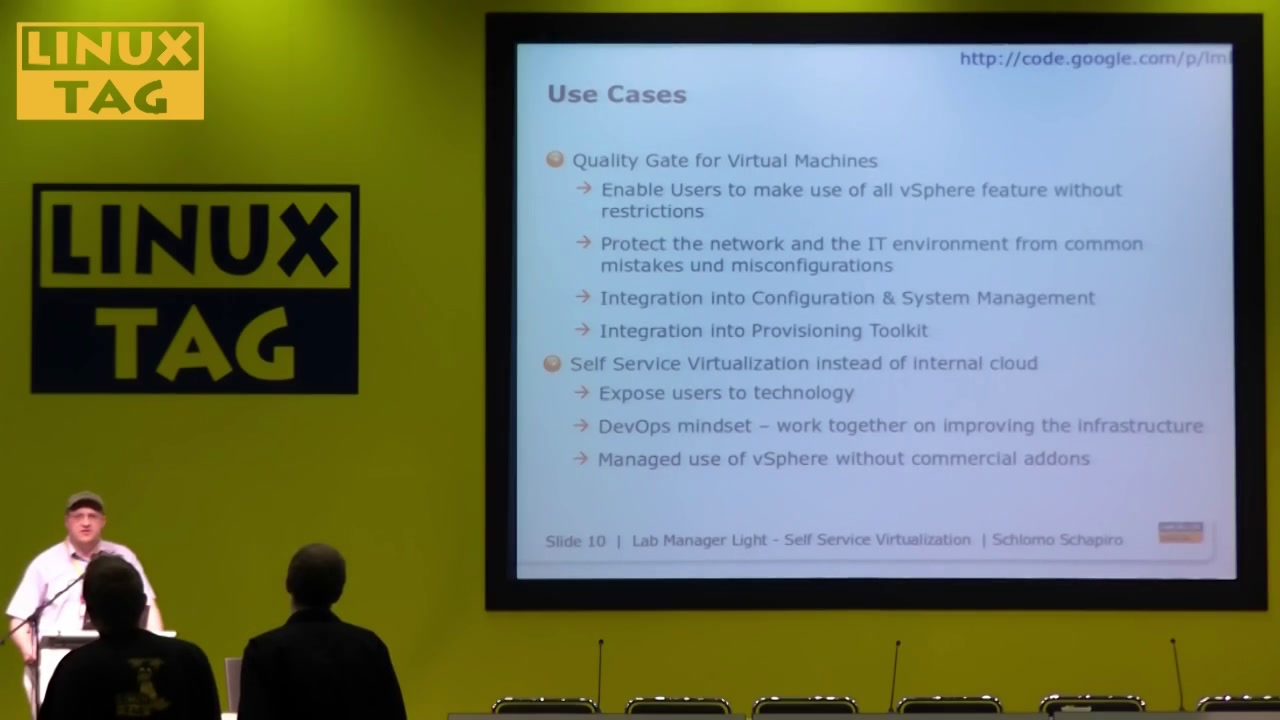 LINUX
TAG
LINUX
TAG
http://code.google.com/p/lml
Use Cases
Quality Gate for Virtual Machines
Enable Users to make use of all vSphere feature without
restrictions
Protect the network and the IT environment from common
mistakes und misconfigurations
Integration into Configuration & System Management
Integration into Provisioning Toolkit
Self Service Virtualization instead of internal cloud
Expose users to technology
DevOps mindset – work together on improving the infrastructure
Managed use of vSphere without commercial addons
Slide 10 | Lab Manager Light - Self Service Virtualization | Schlomo Schapiro